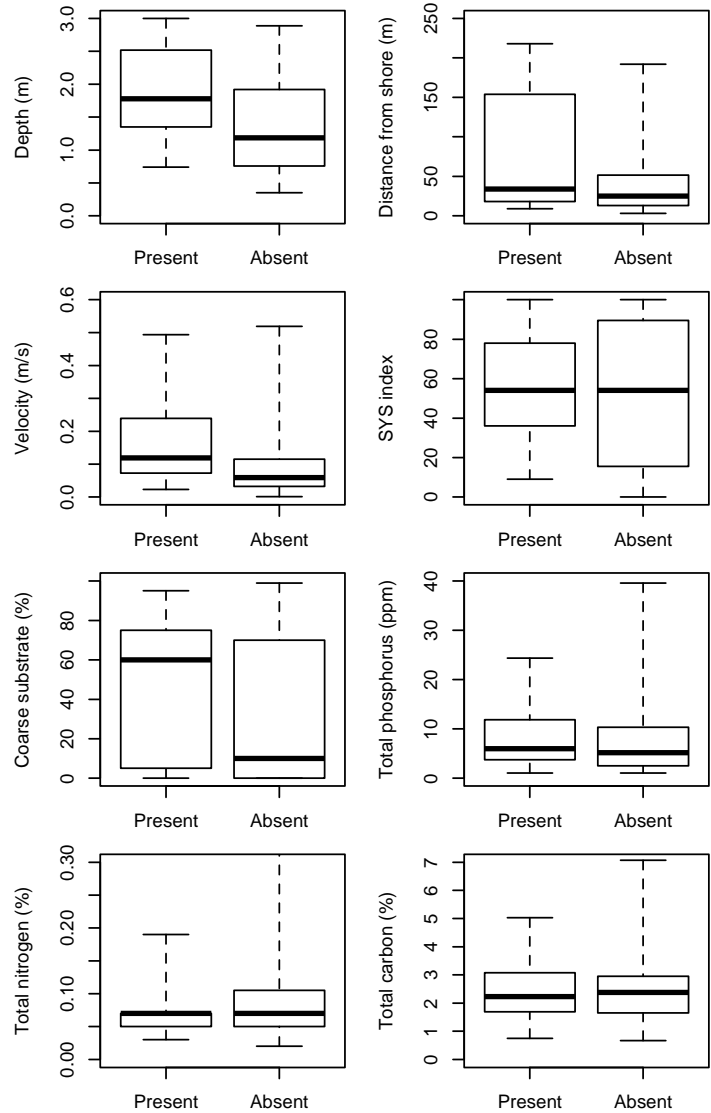 Depth (m)
0.0 1.0 2.0 3.0
Present Absent
Distance from shore (m)
0 50 150 250
Present Absent
Velocity (m/s)
0.0 0.2 0.4 0.6
Present Absent
SYS index
0 20 40 60 80
Present Absent
Coarse substrate (%)
0 20 40 60 80
Present Absent
Total phosphorus (ppm)
0 10 20 30 40
Present Absent
Total nitrogen (%)
0.00 0.10 0.20 0.30
Present Absent
Total carbon (%)
0 1 2 3 4 5 6 7
Present Absent